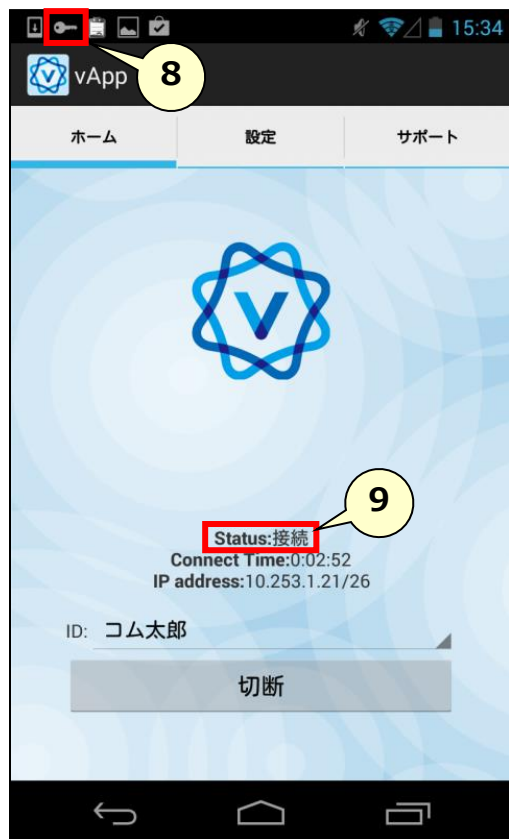 15:34
8
vApp
ホーム 設定 サポート
V
9
Status:接続
Connect Time:0:02:52
IP address:10.253.1.21/26
ID: コム太郎
切断